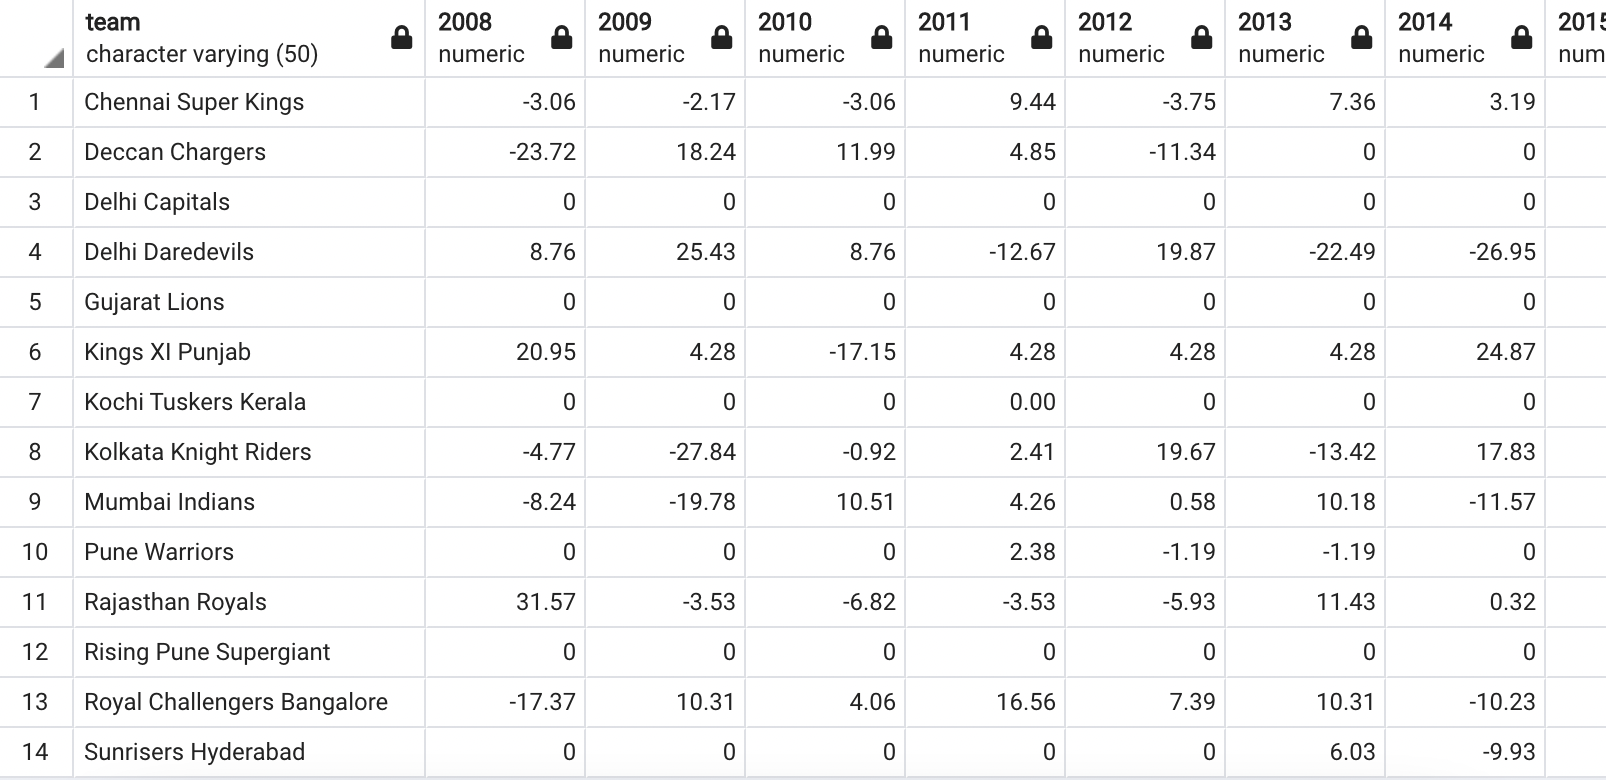 team 2008 2009 2010 2011 2012 2013 2014 2015
character varying (50) numeric numeric numeric numeric numeric numeric numeric num
1 Chennai Super Kings -3.06 -2.17 -3.06 9.44 -3.75 7.36 3.19
2 Deccan Chargers -23.72 18.24 11.99 4.85 -11.34 0 0
3 Delhi Capitals 0 0 0 0 0 0 0
4 Delhi Daredevils 8.76 25.43 8.76 -12.67 19.87 -22.49 -26.95
5 Gujarat Lions 0 0 0 0 0 0 0
6 Kings XI Punjab 20.95 4.28 -17.15 4.28 4.28 4.28 24.87
7 Kochi Tuskers Kerala 0 0 0 0.00 0 0 0
8 Kolkata Knight Riders -4.77 -27.84 -0.92 2.41 19.67 -13.42 17.83
9 Mumbai Indians -8.24 -19.78 10.51 4.26 0.58 10.18 -11.57
10 Pune Warriors 0 0 0 2.38 -1.19 -1.19 0
11 Rajasthan Royals 31.57 -3.53 -6.82 -3.53 -5.93 11.43 0.32
12 Rising Pune Supergiant 0 0 0 0 0 0 0
13 Royal Challengers Bangalore -17.37 10.31 4.06 16.56 7.39 10.31 -10.23
14 Sunrisers Hyderabad 0 0 0 0 0 6.03 -9.93